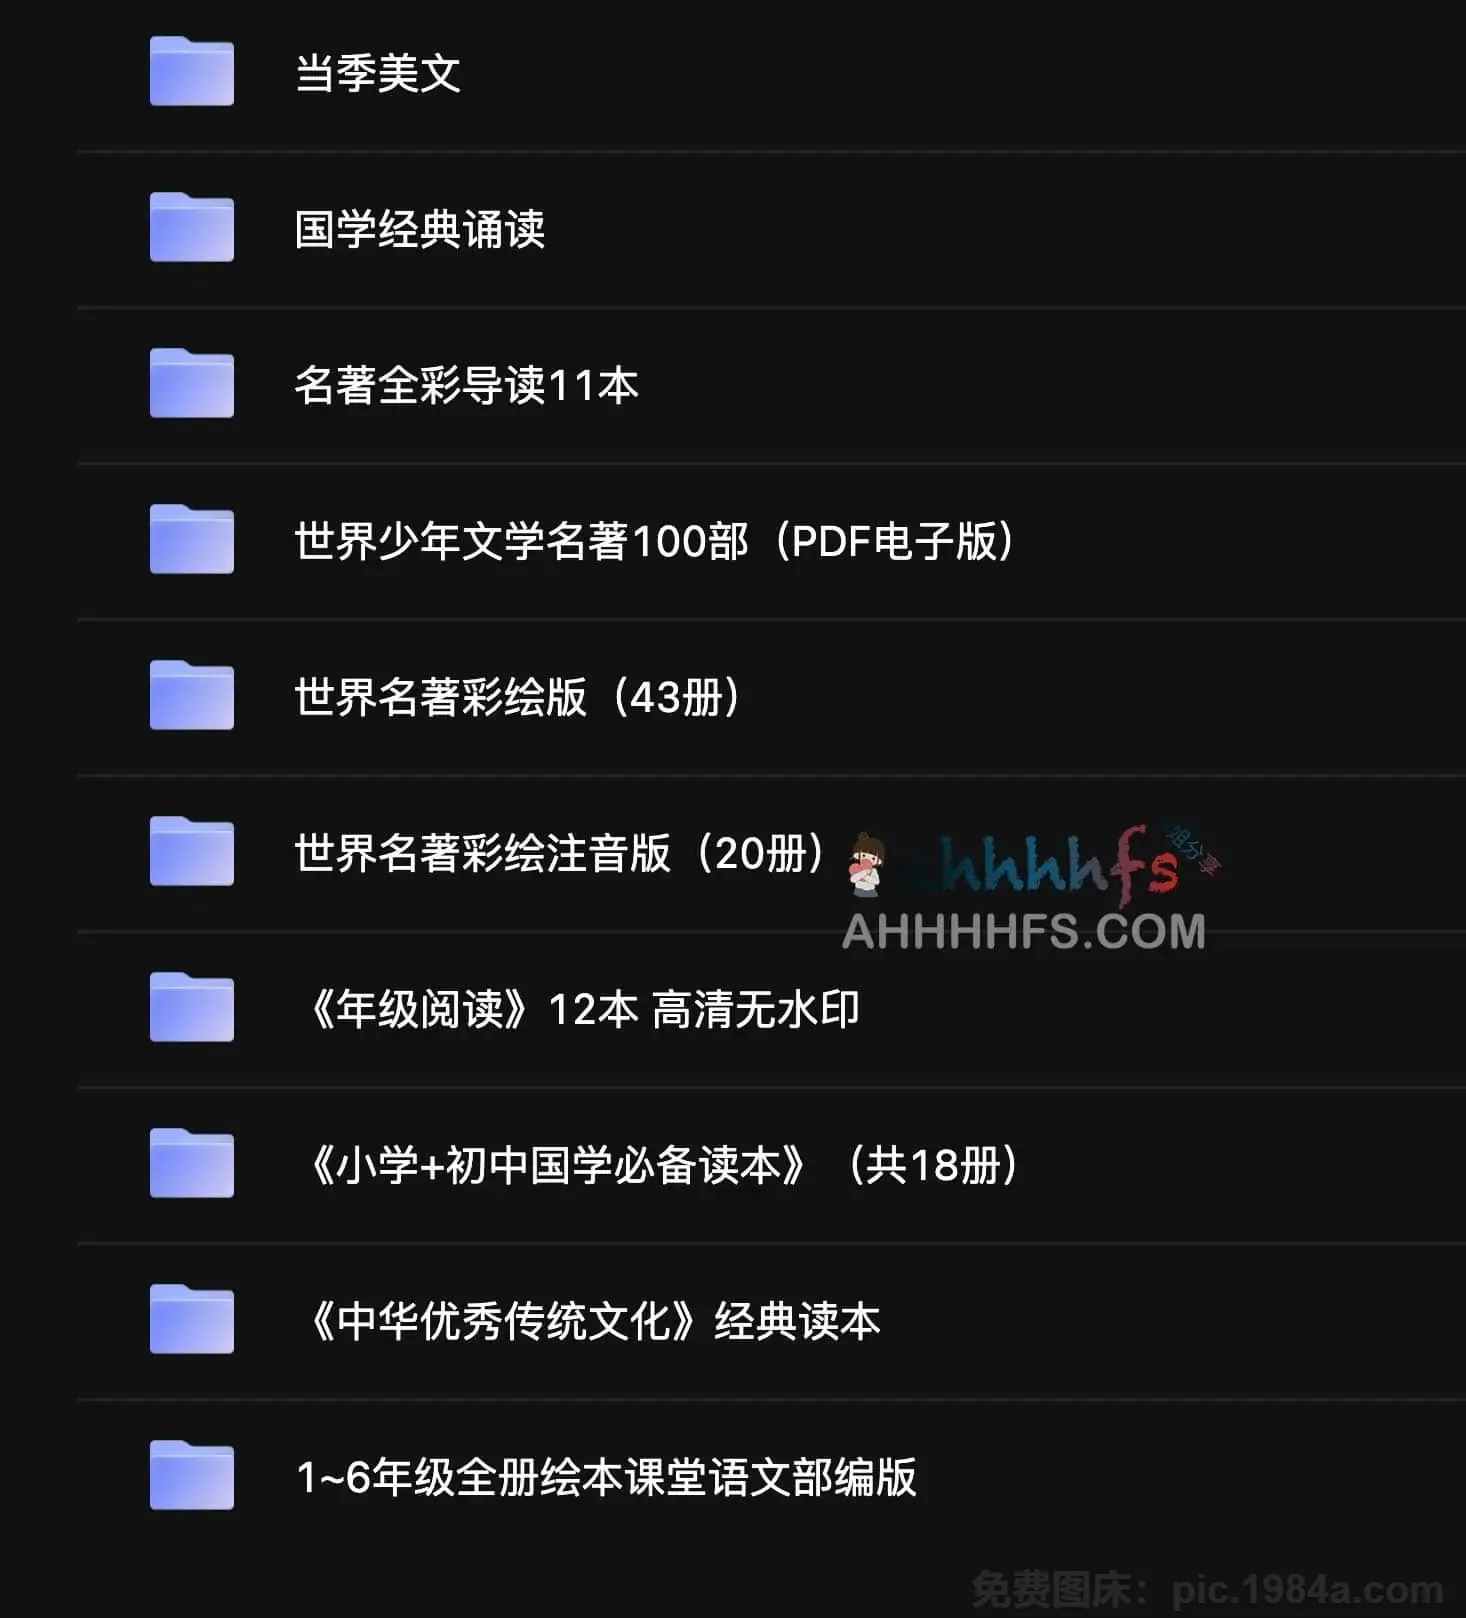 当季美文
国学经典诵读
名著全彩导读11本
世界少年文学名著100部（PDF电子版）
世界名著彩绘版（43册）
世界名著彩绘注音版（20册）
ahhhhfs
姐分享
AHHHHFS.COM
《年级阅读》12本 高清无水印
《小学+初中国学必备读本》（共18册）
《中华优秀传统文化》经典读本
1~6年级全册绘本课堂语文部编版
免费图床：pic.1984a.com